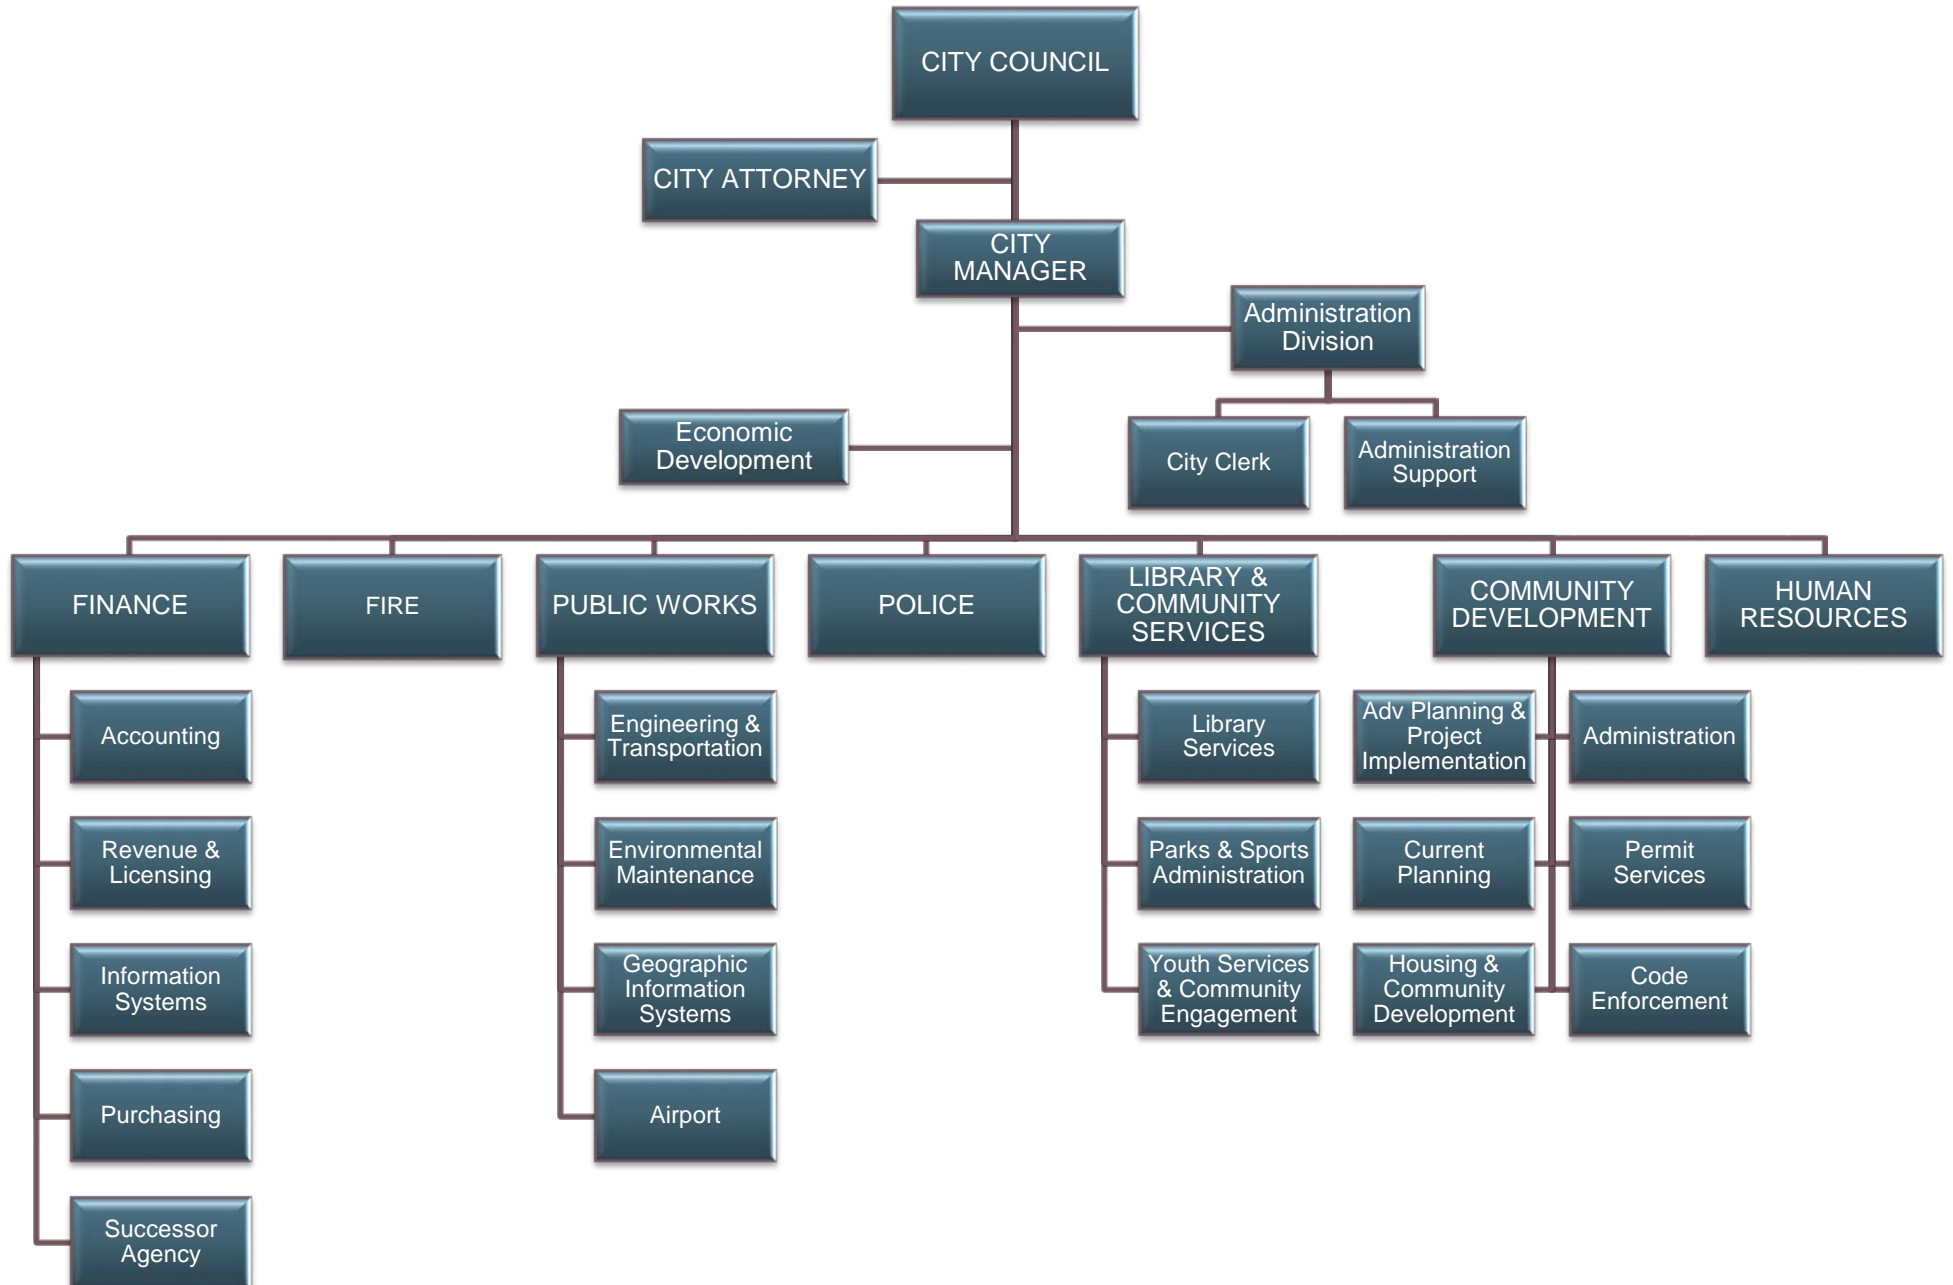 CITY COUNCIL
CITY ATTORNEY
CITY
MANAGER
Administration
Division
Economic
Development
City Clerk
Administration
Support
FINANCE
FIRE
PUBLIC WORKS
POLICE
LIBRARY &
COMMUNITY
SERVICES
COMMUNITY
DEVELOPMENT
HUMAN
RESOURCES
Accounting
Revenue &
Licensing
Information
Systems
Purchasing
Successor
Agency
Engineering &
Transportation
Environmental
Maintenance
Geographic
Information
Systems
Airport
Library
Services
Parks & Sports
Administration
Youth Services
& Community
Engagement
Adv Planning &
Project
Implementation
Administration
Current
Planning
Permit
Services
Housing &
Community
Development
Code
Enforcement